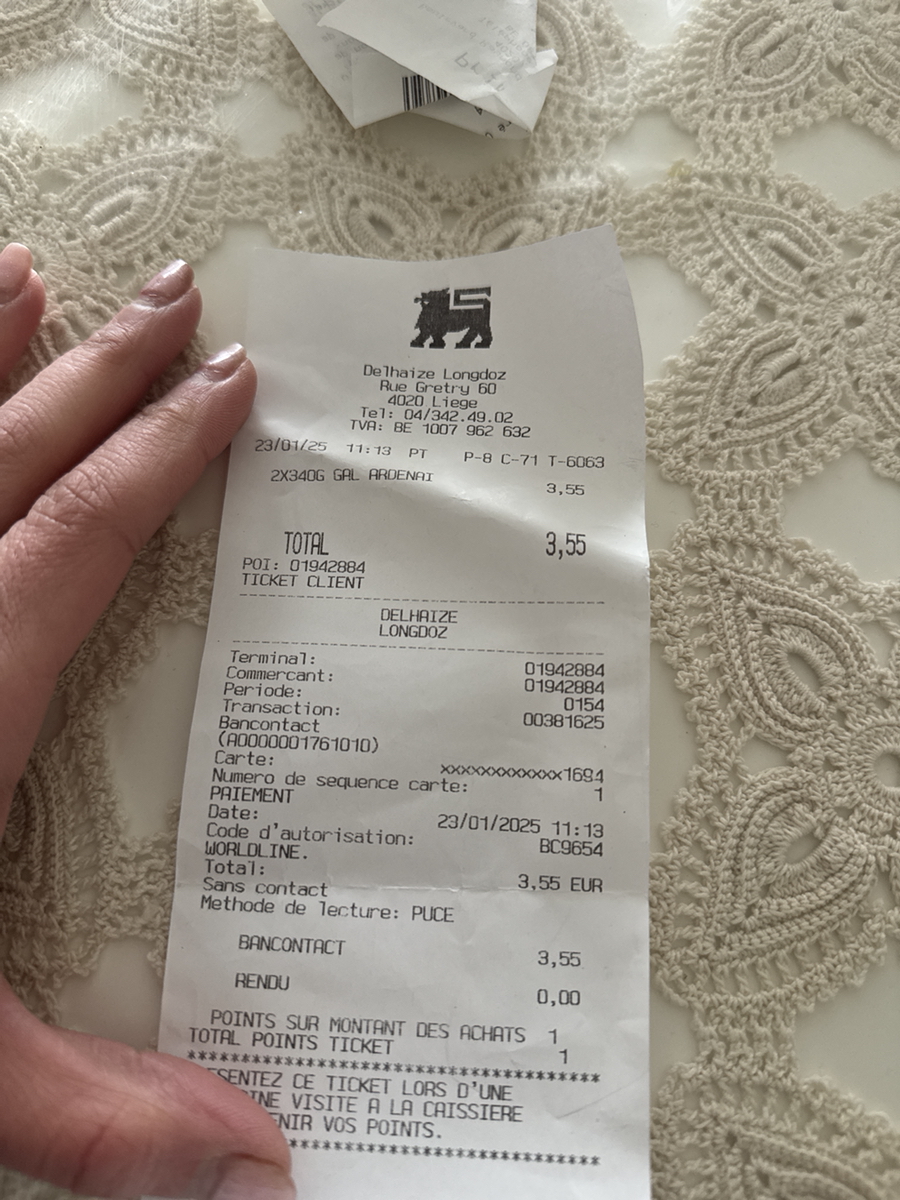 Delhaize Longdoz
Rue Gretry 60
4020 Liege
Tel: 04/342.49.02
TVA: BE 1007 962 632
23/01/25 11:13 PT P-8 C-71 T-6063
2X340G GAL ARDENAI 3,55
TOTAL 3,55
POI: 01942884
TICKET CLIENT
DELHAIZE
LONGDOZ
Terminal: 01942884
Commercant: 01942884
Periode: 0154
Transaction: 00381625
Bancontact
(A0000001761010)
Carte: xxxxxxxxxxxxx1694
Numero de sequence carte: 1
PAIEMENT
Date: 23/01/2025 11:13
Code d'autorisation: BC9654
WORLDLINE.
Total: 3,55 EUR
Sans contact
Methode de lecture: PUCE
BANCONTACT 3,55
RENDU 0,00
POINTS SUR MONTANT DES ACHATS 1
TOTAL POINTS TICKET 1
****************************************
ESENTEZ CE TICKET LORS D'UNE
INE VISITE A LA CAISSIERE
ENIR VOS POINTS.
****************************